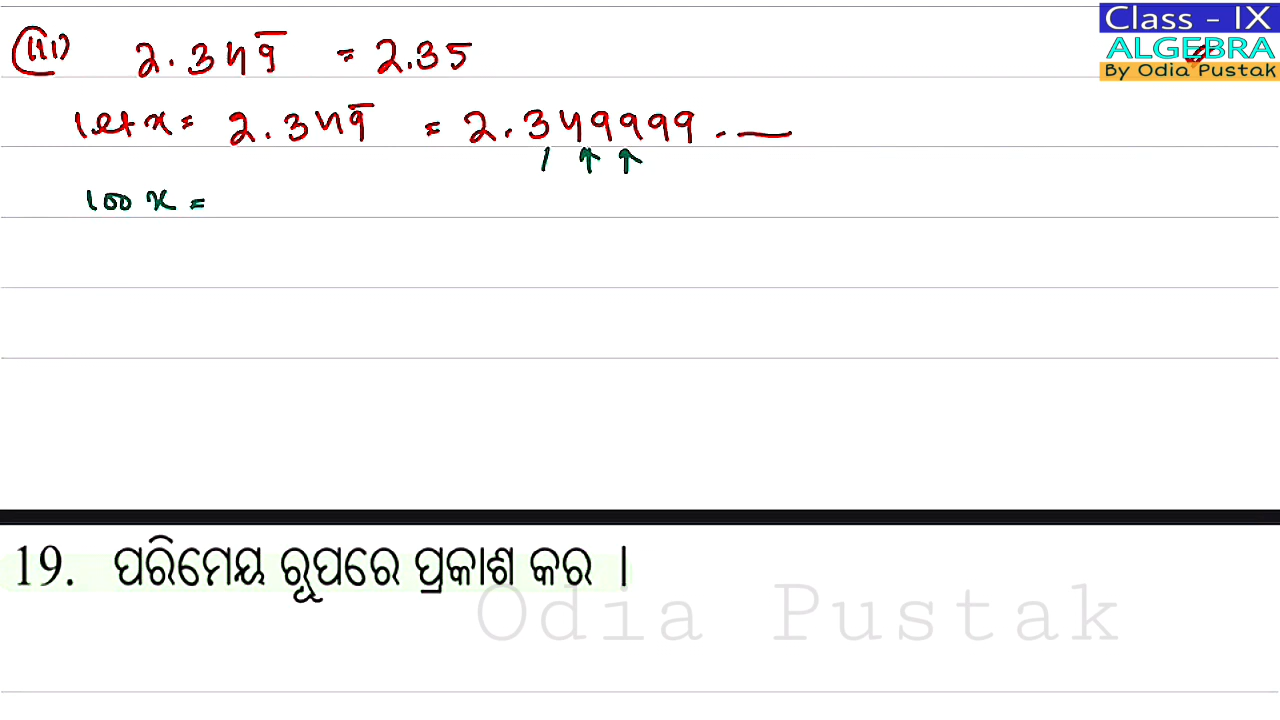 Class - IX
ALGEBRA
By Odia Pustak
(iii) 2.349̅ = 2.35
let x = 2.349̅ = 2.349999.—
100 x =
19. ପରିମେୟ ରୂପରେ ପ୍ରକାଶ କର ।
Odia Pustak